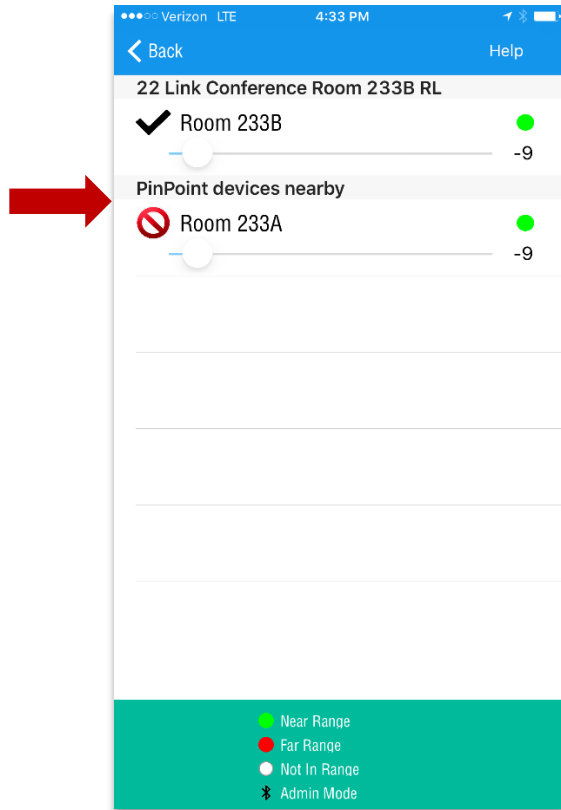 Verizon LTE 4:33 PM
Back Help
22 Link Conference Room 233B RL
Room 233B
-9
PinPoint devices nearby
Room 233A
-9
Near Range
Far Range
Not In Range
Admin Mode